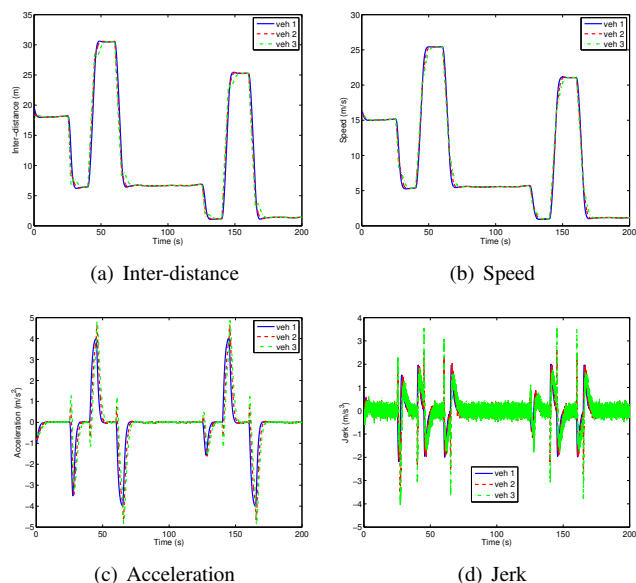 35
30
25
20
15
10
5
0
0 50 100 150 200
Inter-distance (m)
Time (s)
veh 1
veh 2
veh 3
(a) Inter-distance
30
25
20
15
10
5
0
0 50 100 150 200
Speed (m/s)
Time (s)
veh 1
veh 2
veh 3
(b) Speed
5
4
3
2
1
0
−1
−2
−3
−4
−5
0 50 100 150 200
Acceleration (m/s²)
Time (s)
veh 1
veh 2
veh 3
(c) Acceleration
4
3
2
1
0
−1
−2
−3
−4
−5
0 50 100 150 200
Jerk (m/s³)
Time (s)
veh 1
veh 2
veh 3
(d) Jerk